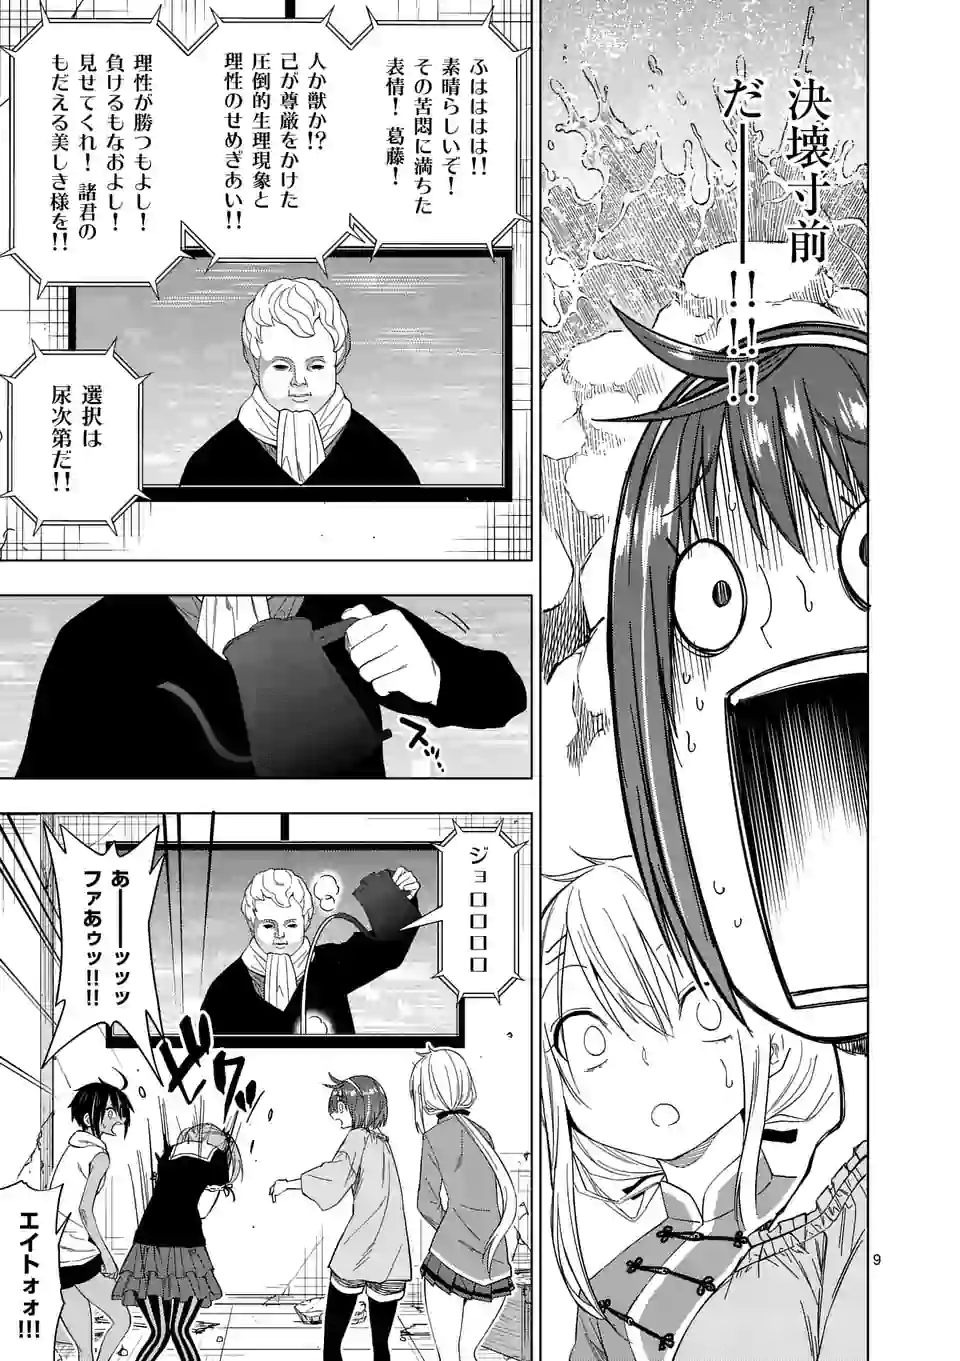 決壊寸前
だ――!!!!!!
ふはははは!!
素晴らしいぞ!
その苦悶に満ちた
表情! 葛藤!
人か獣か!?
己が尊厳をかけた
圧倒的生理現象と
理性のせめぎあい!!
理性が勝つもよし!
負けるもなおよし!
見せてくれ! 諸君の
もだえる美しき様を!!
選択は
尿次第だ!!
スッ…
ジョロロロロロ
あ――ッッッ
ファあゥッ!!!
ビグッ
エイトォォ!!!
9